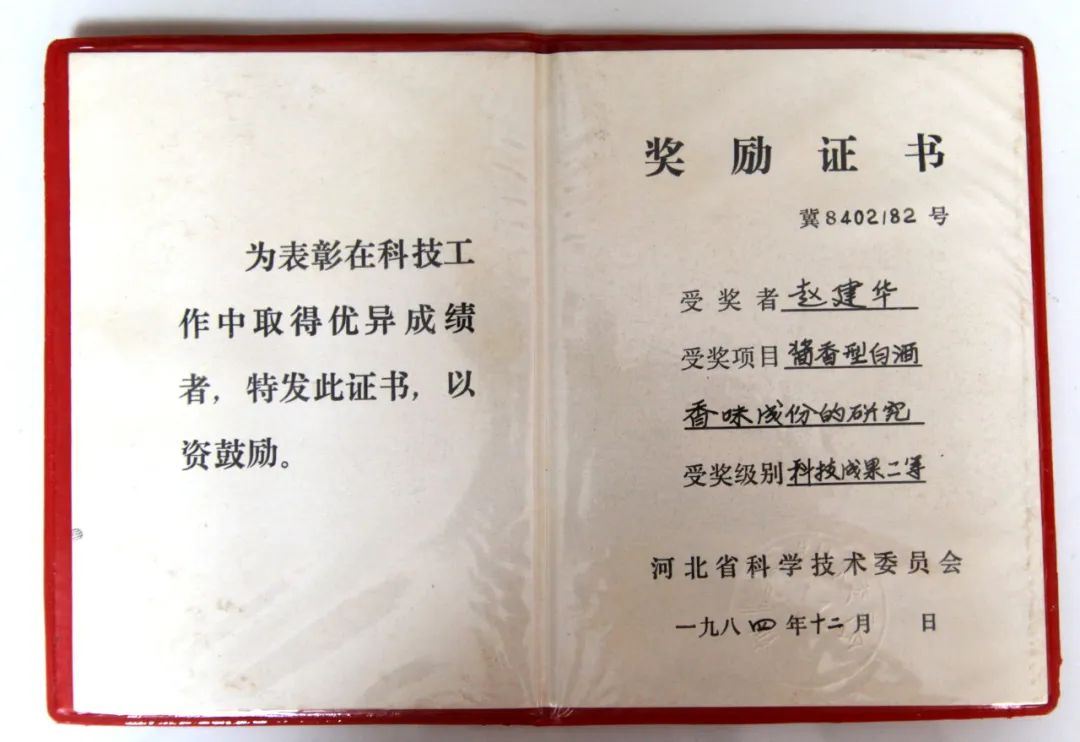 为表彰在科技工
作中取得优异成绩
者，特发此证书，以
资鼓励。
奖励证书
冀8402182号
受奖者赵建华
受奖项目酱香型白酒
香味成份的研究
受奖级别科技成果二等
河北省科学技术委员会
一九八四年十二月 日